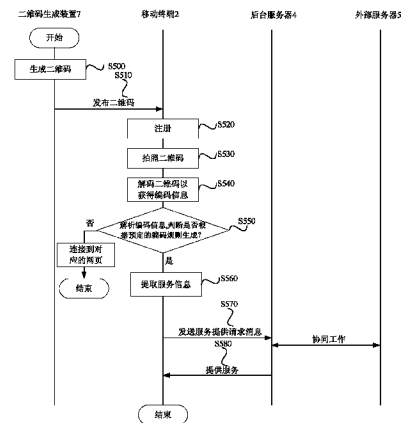 二维码生成装置7
移动终端2
后台服务器4
外部服务器5
开始
生成二维码
S500
S510
发布二维码
注册
S520
拍照二维码
S530
解码二维码以
获得编码信息
S540
解析编码信息,判断是否根
据预定的编码规则生成?
S550
否
连接到对
应的网页
结束
是
提取服务信息
S560
S570
发送服务提供请求消息
协同工作
S580
提供服务
结束